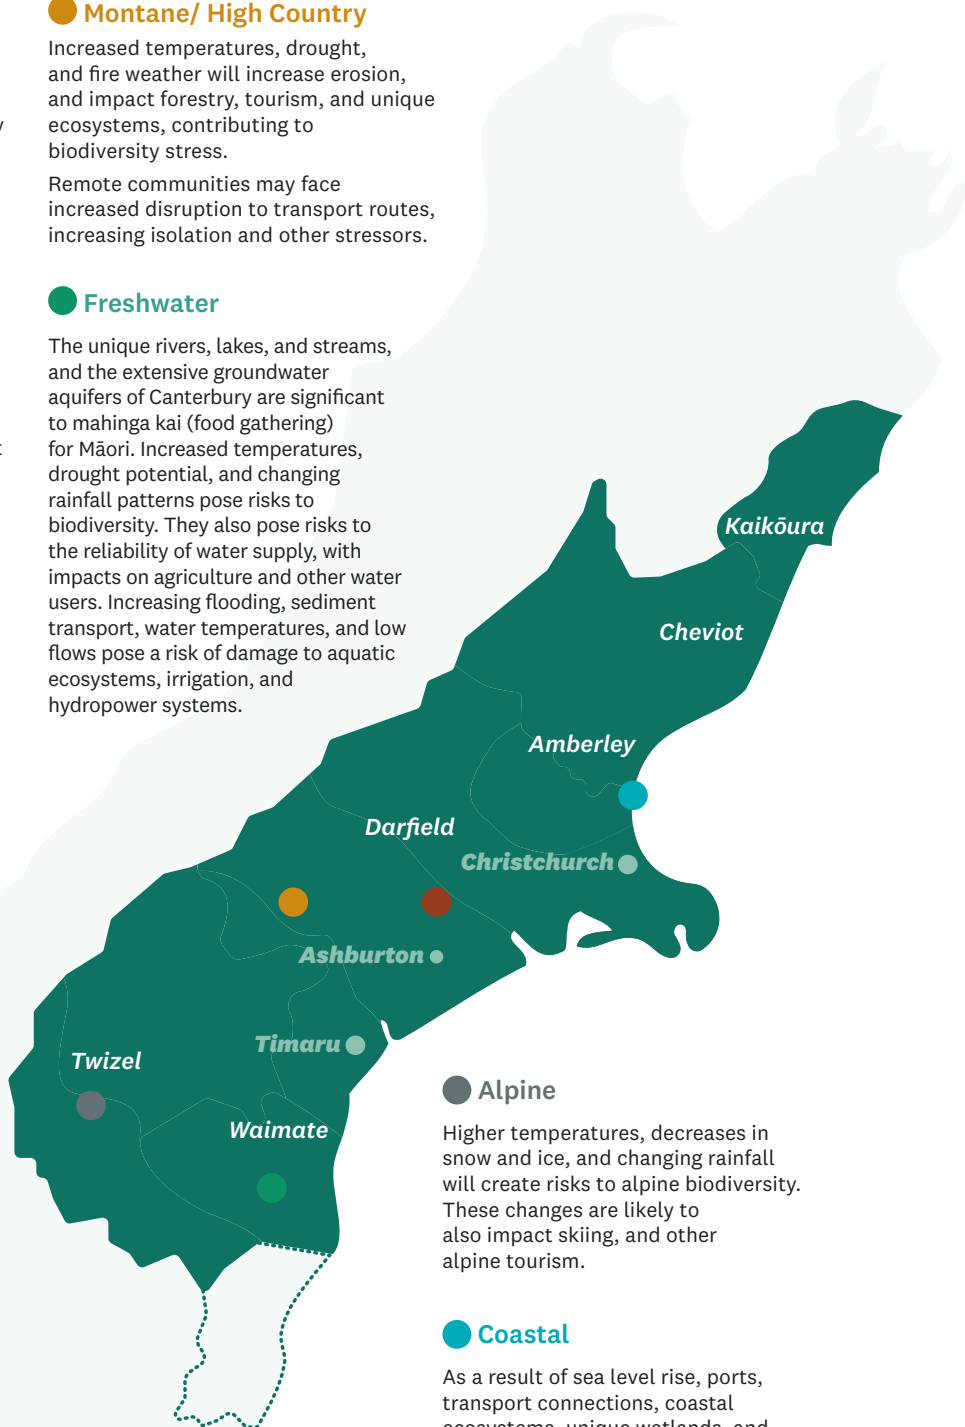 Montane/ High Country
Increased temperatures, drought,
and fire weather will increase erosion,
and impact forestry, tourism, and unique
ecosystems, contributing to
biodiversity stress.
Remote communities may face
increased disruption to transport routes,
increasing isolation and other stressors.
Freshwater
The unique rivers, lakes, and streams,
and the extensive groundwater
aquifers of Canterbury are significant
to mahinga kai (food gathering)
for Māori. Increased temperatures,
drought potential, and changing
rainfall patterns pose risks to
biodiversity. They also pose risks to
the reliability of water supply, with
impacts on agriculture and other water
users. Increasing flooding, sediment
transport, water temperatures, and low
flows pose a risk of damage to aquatic
ecosystems, irrigation, and
hydropower systems.
Kaikōura
Cheviot
Amberley
Darfield
Christchurch
Ashburton
Timaru
Twizel
Waimate
Alpine
Higher temperatures, decreases in
snow and ice, and changing rainfall
will create risks to alpine biodiversity.
These changes are likely to
also impact skiing, and other
alpine tourism.
Coastal
As a result of sea level rise, ports,
transport connections, coastal
ecosystems, unique wetlands, and